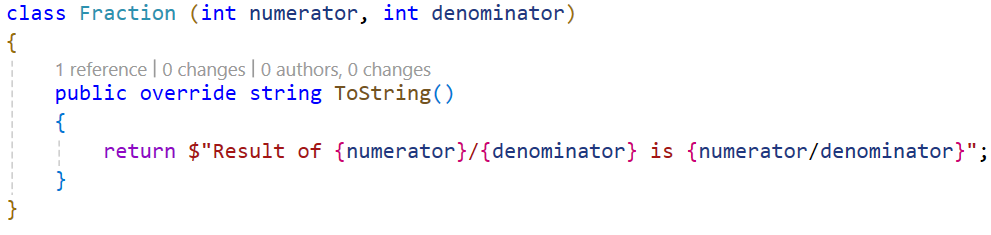 class Fraction (int numerator, int denominator)
{
1 reference | 0 changes | 0 authors, 0 changes
public override string ToString()
{
return $"Result of {numerator}/{denominator} is {numerator/denominator}";
}
}